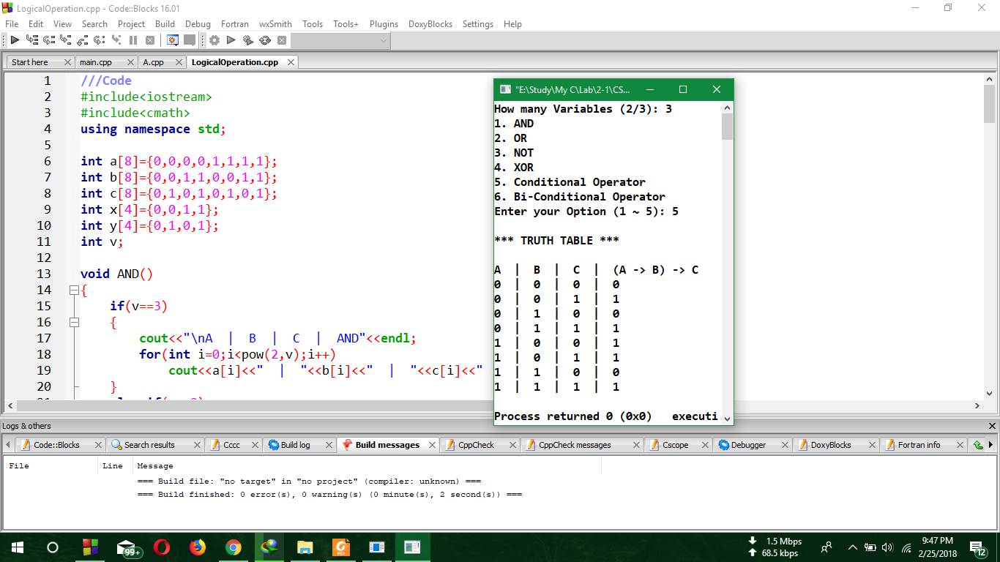 LogicalOperation.cpp - Code::Blocks 16.01
File Edit View Search Project Build Debug Fortran wxSmith Tools Tools+ Plugins DoxyBlocks Settings Help
Start here main.cpp A.cpp LogicalOperation.cpp
1 ///Code
2 #include<iostream>
3 #include<cmath>
4 using namespace std;
5
6 int a[8]={0,0,0,0,1,1,1,1};
7 int b[8]={0,0,1,1,0,0,1,1};
8 int c[8]={0,1,0,1,0,1,0,1};
9 int x[4]={0,0,1,1};
10 int y[4]={0,1,0,1};
11 int v;
12
13 void AND()
14 {
15 if(v==3)
16 {
17 cout<<"\nA | B | C | AND"<<endl;
18 for(int i=0;i<pow(2,v);i++)
19 cout<<a[i]<<" | "<<b[i]<<" | "<<c[i]<<"
20 }
"E:\Study\My C\Lab\2-1\CS...
How many Variables (2/3): 3
1. AND
2. OR
3. NOT
4. XOR
5. Conditional Operator
6. Bi-Conditional Operator
Enter your Option (1 ~ 5): 5
*** TRUTH TABLE ***
A | B | C | (A -> B) -> C
0 | 0 | 0 | 0
0 | 0 | 1 | 1
0 | 1 | 0 | 0
0 | 1 | 1 | 1
1 | 0 | 0 | 1
1 | 0 | 1 | 1
1 | 1 | 0 | 0
1 | 1 | 1 | 1
Process returned 0 (0x0) executi
Logs & others
Code::Blocks Search results Cccc Build log Build messages CppCheck CppCheck messages Cscope Debugger DoxyBlocks Fortran info
File Line Message
=== Build file: "no target" in "no project" (compiler: unknown) ===
=== Build finished: 0 error(s), 0 warning(s) (0 minute(s), 2 second(s)) ===
99+
PDF
1.5 Mbps
68.5 kbps
9:47 PM
2/25/2018
12